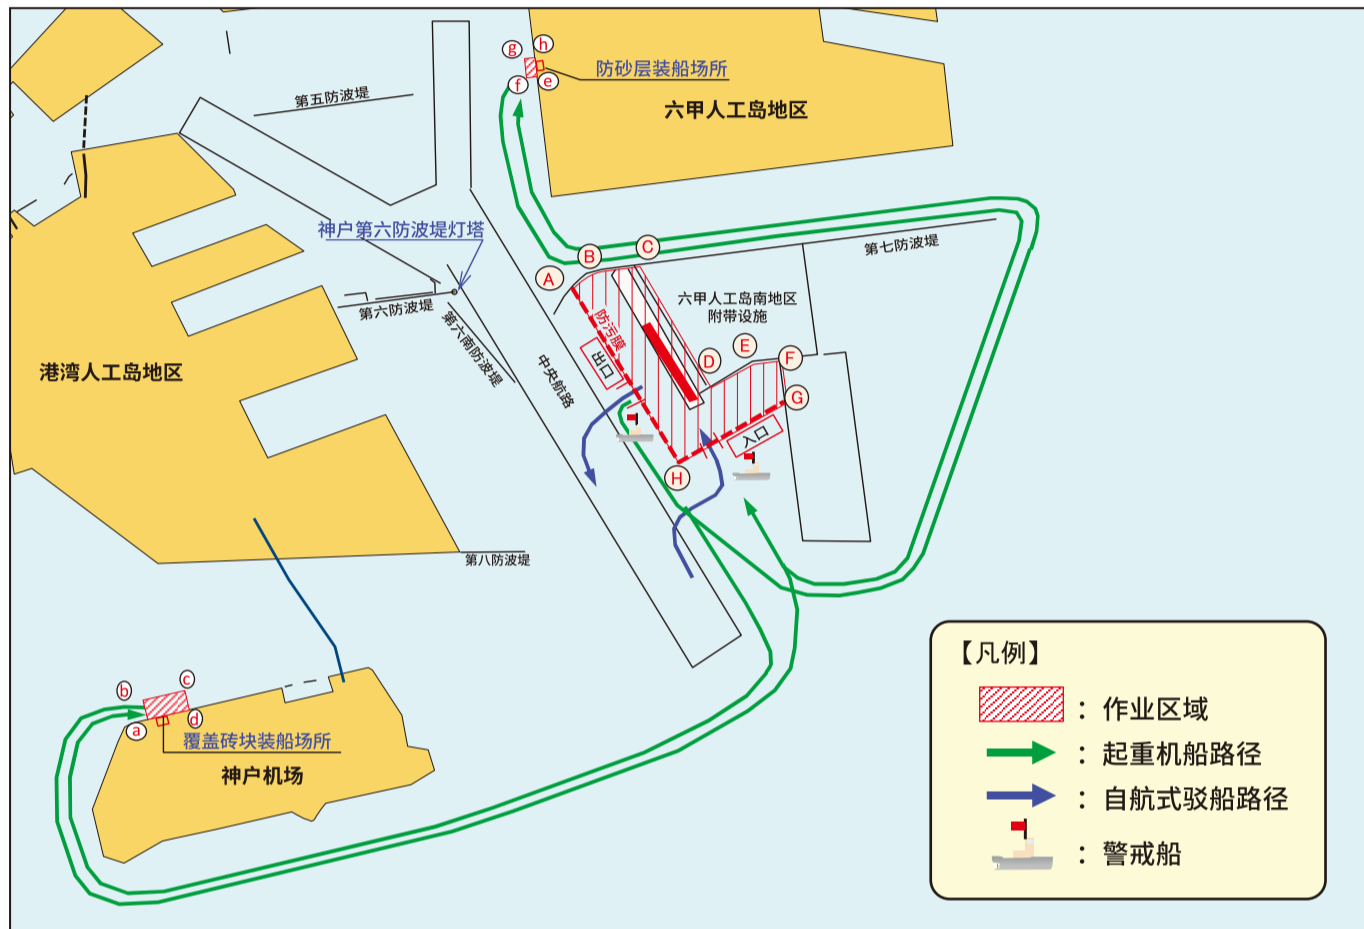 g
h
f
e
防砂层装船场所
六甲人工岛地区
第五防波堤
神户第六防波堤灯塔
第七防波堤
A
B
C
六甲人工岛南地区
附带设施
第六防波堤
第六南防波堤
防污膜
出口
中央航路
D
E
F
G
入口
H
港湾人工岛地区
第八防波堤
b
c
a
d
覆盖砖块装船场所
神户机场
【凡例】
：作业区域
：起重机船路径
：自航式驳船路径
：警戒船